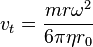 v_t = \frac{mr\omega^2}{6\pi\eta r_0}